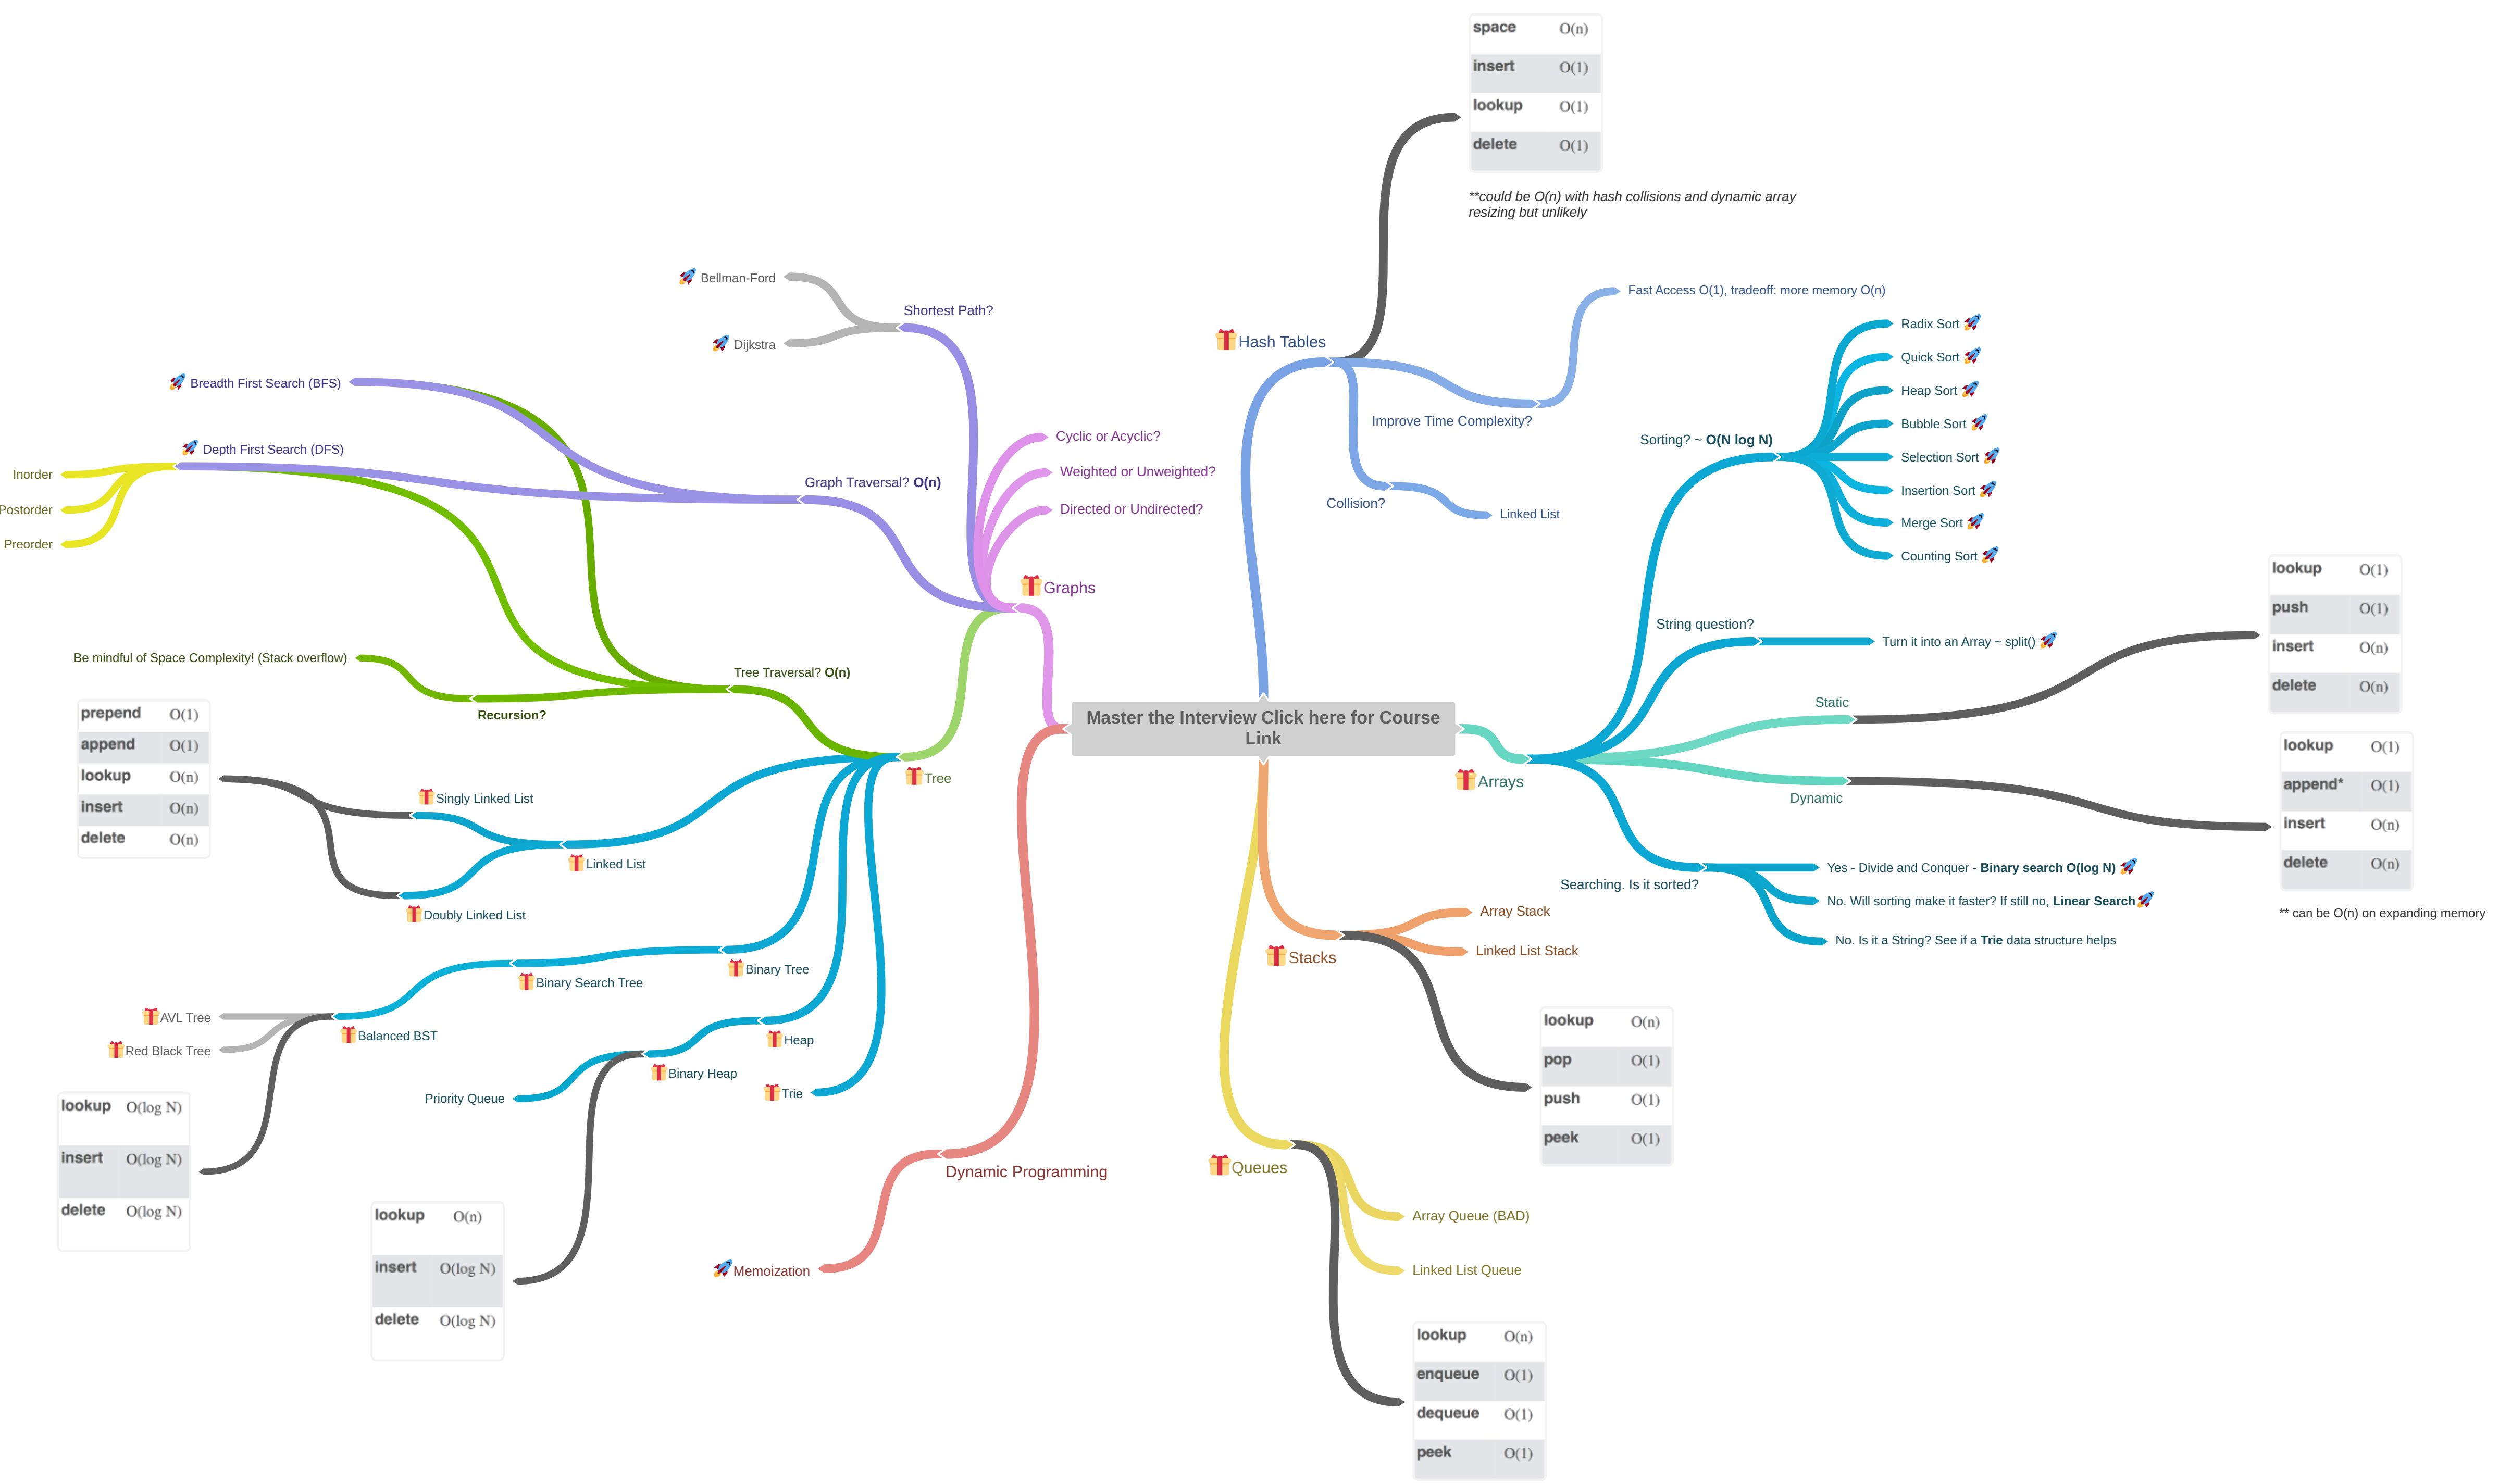 space O(n)
insert O(1)
lookup O(1)
delete O(1)
**could be O(n) with hash collisions and dynamic array
resizing but unlikely
Hash Tables
Improve Time Complexity?
Fast Access O(1), tradeoff: more memory O(n)
Collision?
Linked List
Master the Interview Click here for Course
Link
Arrays
Sorting? ~ O(N log N)
Radix Sort
Quick Sort
Heap Sort
Bubble Sort
Selection Sort
Insertion Sort
Merge Sort
Counting Sort
String question?
Turn it into an Array ~ split()
Static
lookup O(1)
push O(1)
insert O(n)
delete O(n)
Dynamic
lookup O(1)
append* O(1)
insert O(n)
delete O(n)
** can be O(n) on expanding memory
Searching. Is it sorted?
Yes - Divide and Conquer - Binary search O(log N)
No. Will sorting make it faster? If still no, Linear Search
No. Is it a String? See if a Trie data structure helps
Stacks
Array Stack
Linked List Stack
lookup O(n)
pop O(1)
push O(1)
peek O(1)
Queues
Array Queue (BAD)
Linked List Queue
lookup O(n)
enqueue O(1)
dequeue O(1)
peek O(1)
Graphs
Shortest Path?
Bellman-Ford
Dijkstra
Cyclic or Acyclic?
Weighted or Unweighted?
Directed or Undirected?
Graph Traversal? O(n)
Breadth First Search (BFS)
Depth First Search (DFS)
Inorder
Postorder
Preorder
Tree
Tree Traversal? O(n)
Recursion?
Be mindful of Space Complexity! (Stack overflow)
Linked List
Singly Linked List
Doubly Linked List
prepend O(1)
append O(1)
lookup O(n)
insert O(n)
delete O(n)
Binary Tree
Binary Search Tree
Balanced BST
AVL Tree
Red Black Tree
lookup O(log N)
insert O(log N)
delete O(log N)
Heap
Binary Heap
Priority Queue
lookup O(n)
insert O(log N)
delete O(log N)
Trie
Dynamic Programming
Memoization